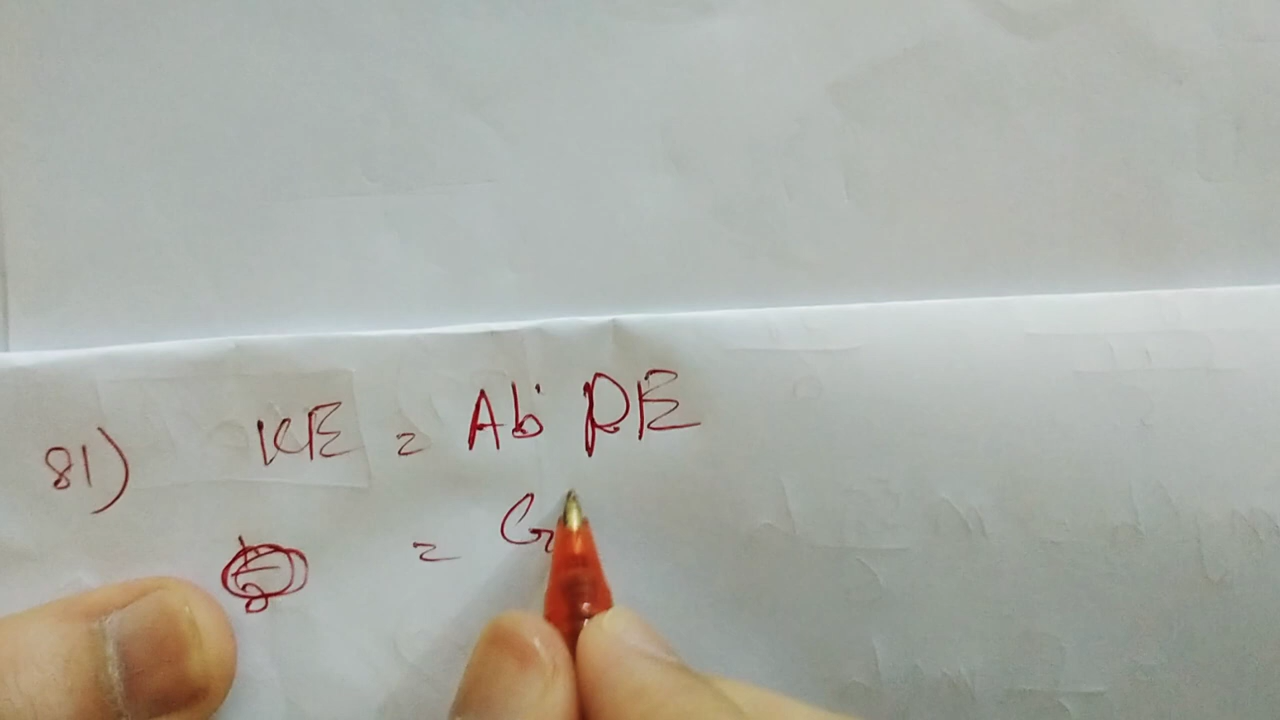 81) KE = Ab PE
= G